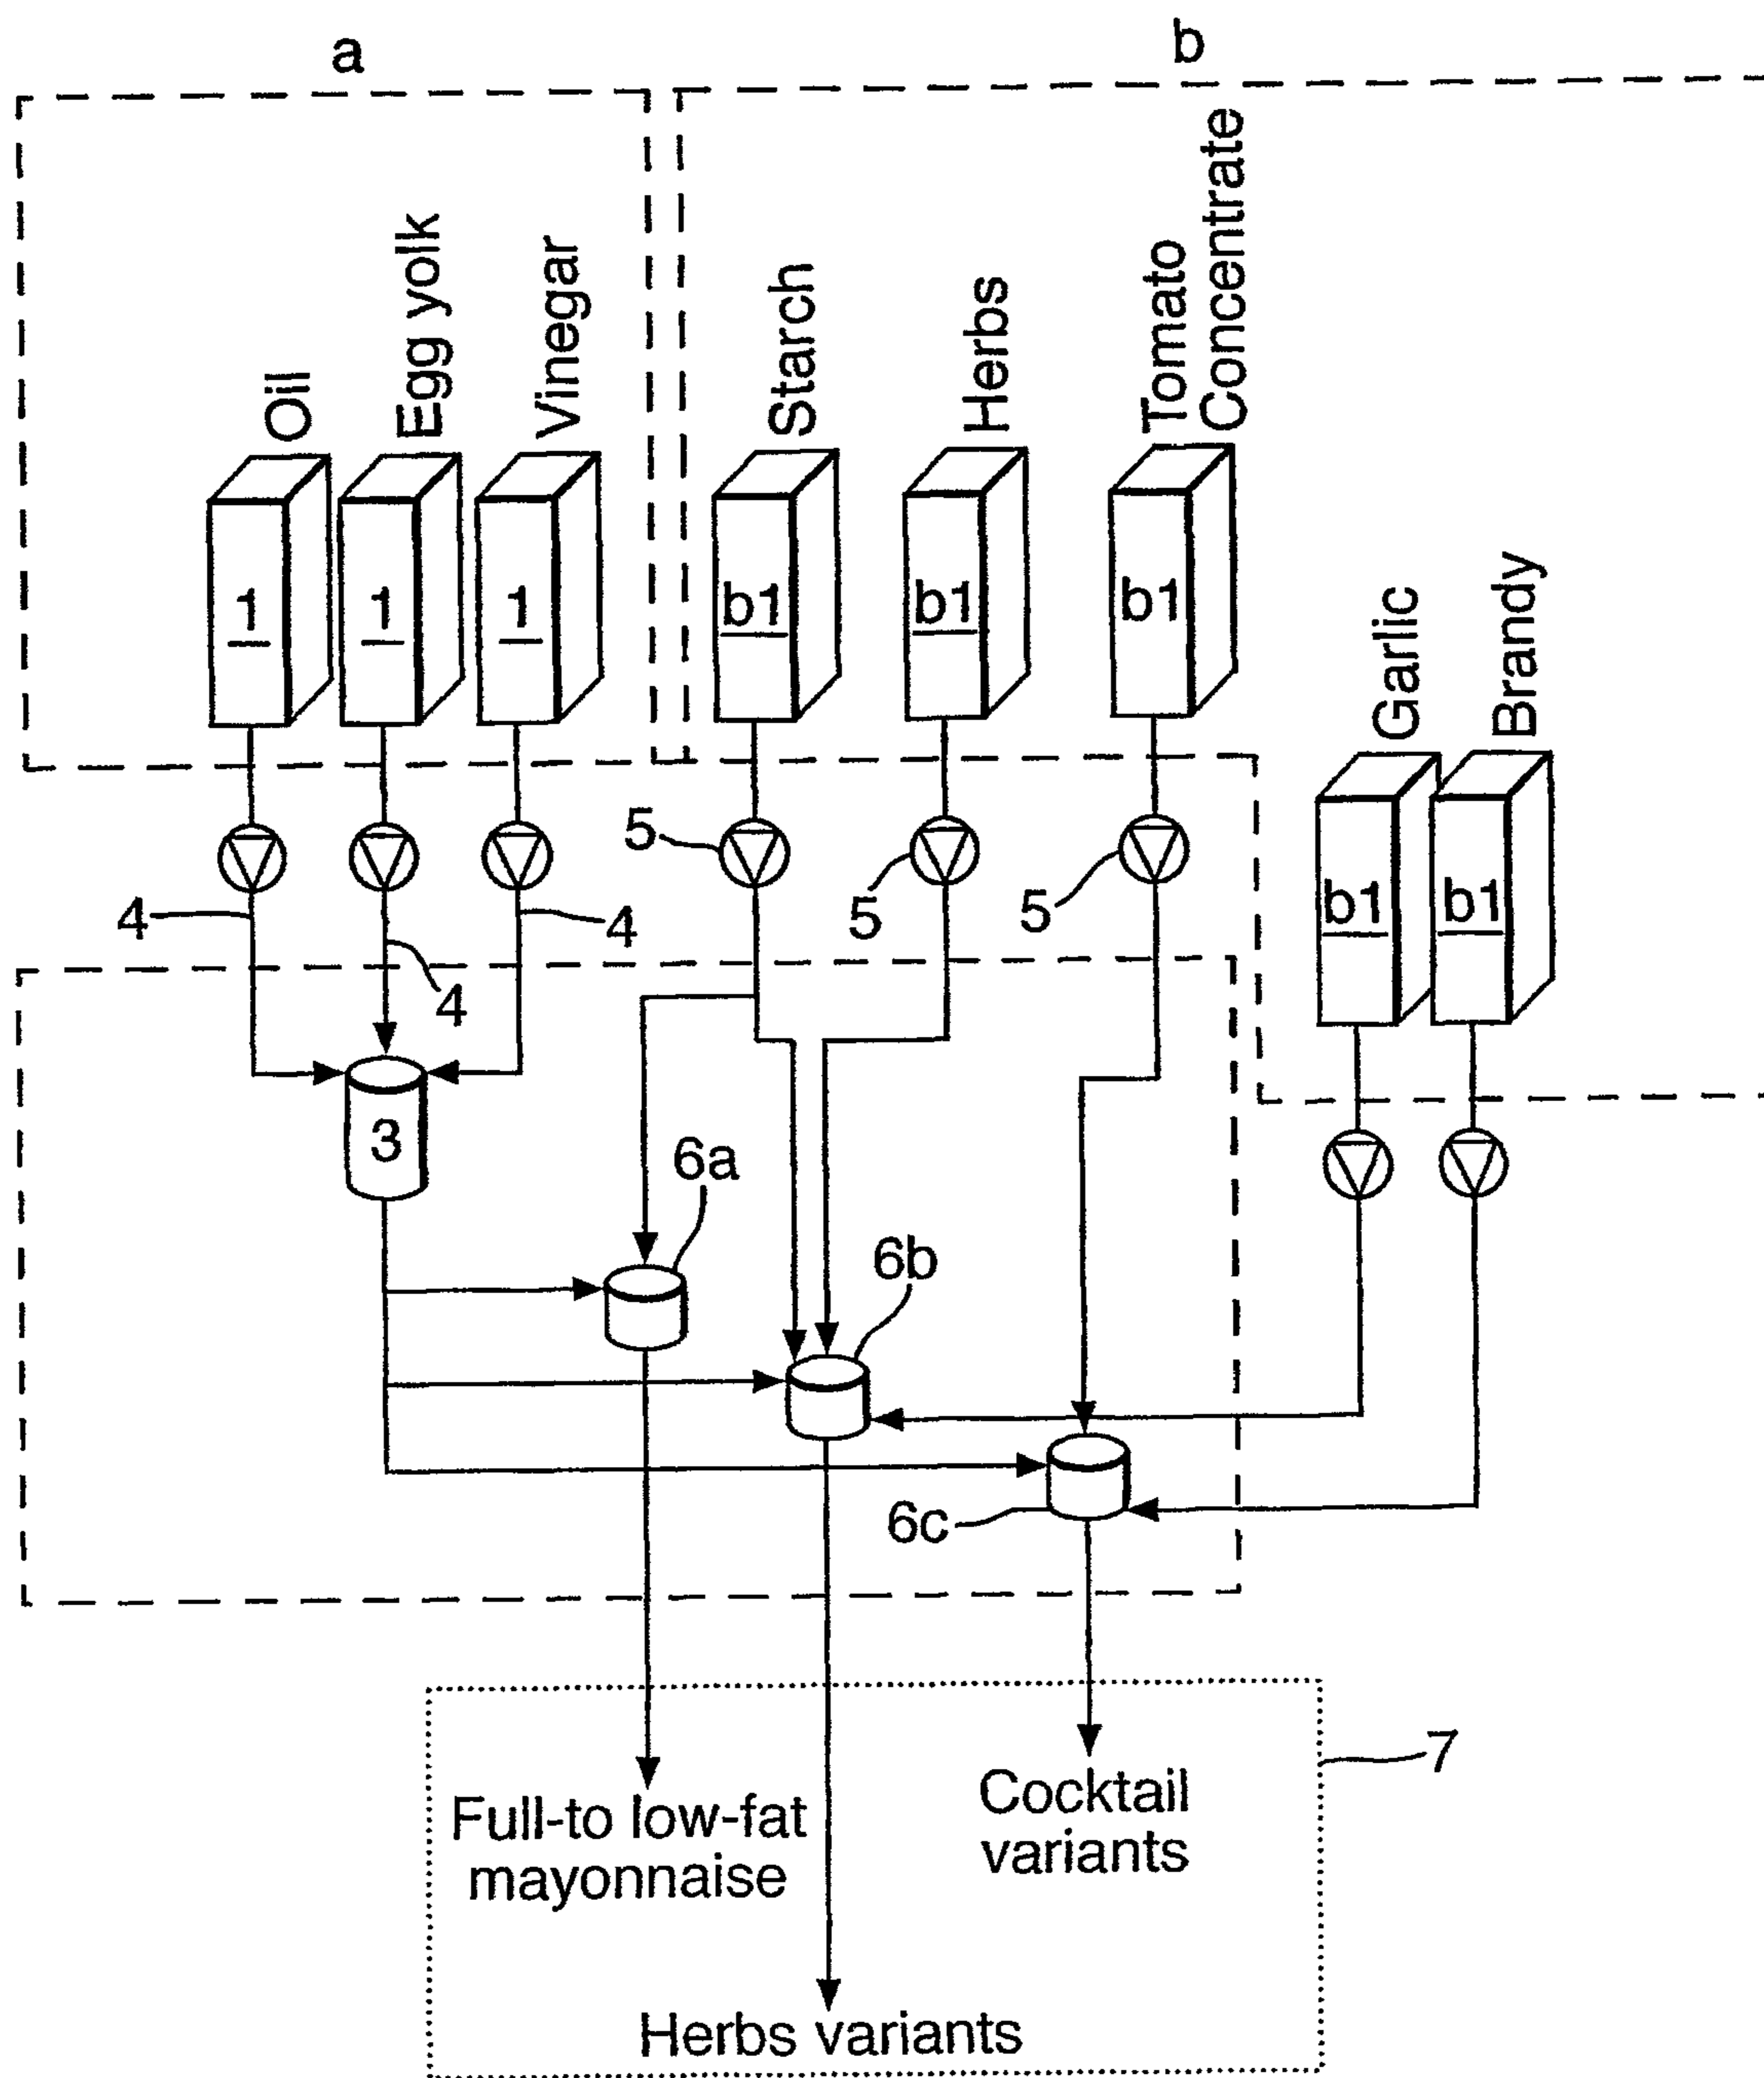 a
b
Oil
Egg yolk
Vinegar
Starch
Herbs
Tomato
Concentrate
Garlic
Brandy
1
1
1
b1
b1
b1
b1
b1
5
5
5
4
4
4
3
6a
6b
6c
7
Full-to low-fat
mayonnaise
Cocktail
variants
Herbs variants